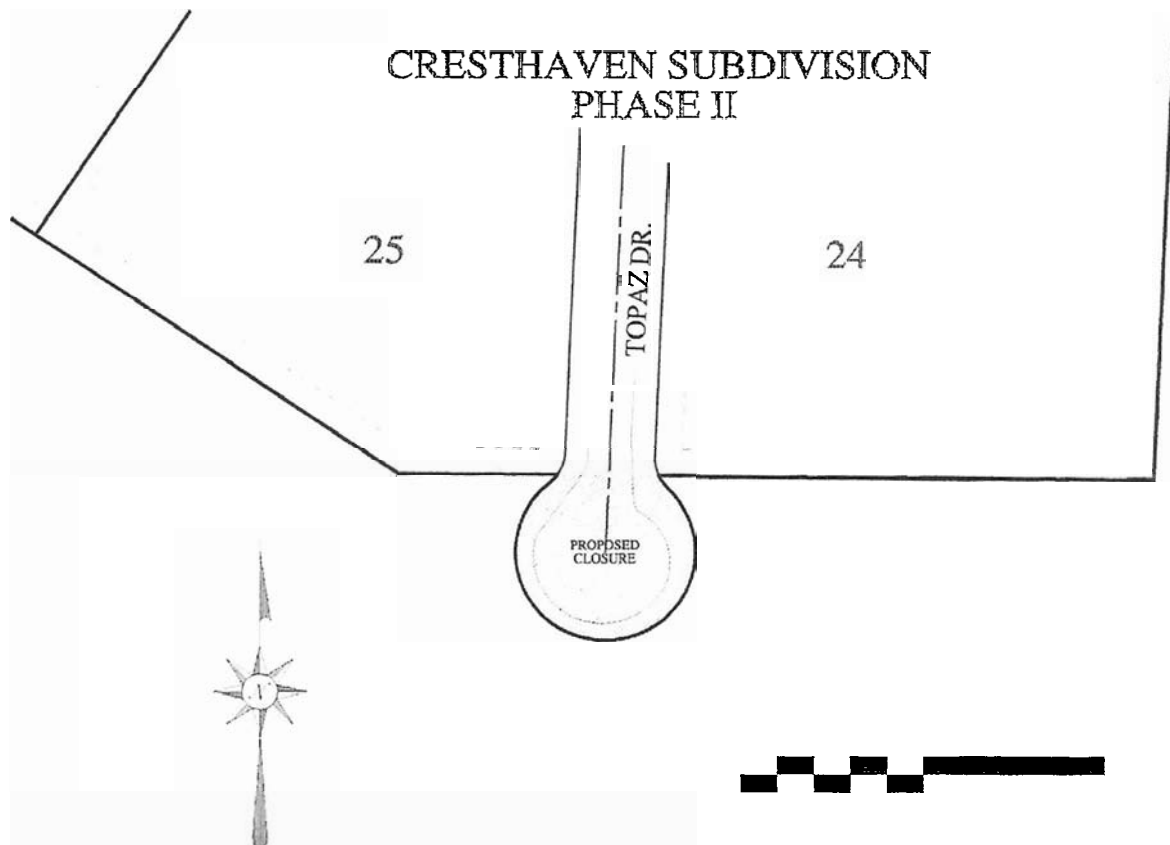 CRESTHAVEN SUBDIVISION
PHASE II
25
TOPAZ DR.
24
PROPOSED
CLOSURE